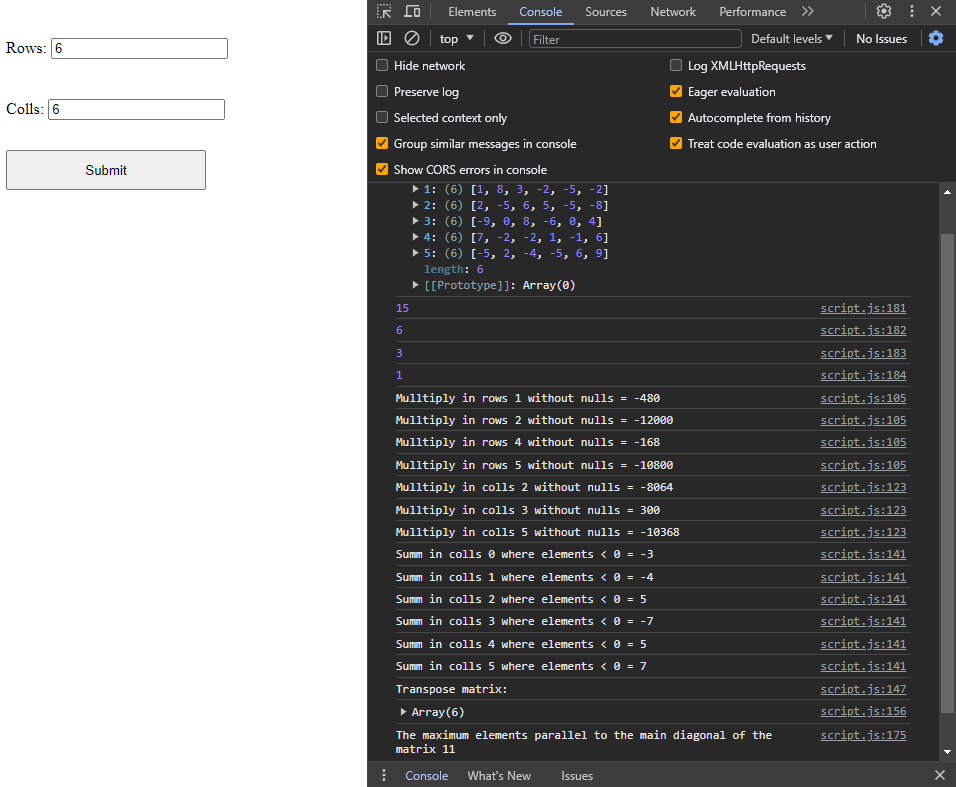 Rows: 6
Colls: 6
Submit
Elements Console Sources Network Performance
top Filter Default levels No Issues
Hide network Log XMLHttpRequests
Preserve log Eager evaluation
Selected context only Autocomplete from history
Group similar messages in console Treat code evaluation as user action
Show CORS errors in console
1: (6) [1, 8, 3, -2, -5, -2]
2: (6) [2, -5, 6, 5, -5, -8]
3: (6) [-9, 0, 8, -6, 0, 4]
4: (6) [7, -2, -2, 1, -1, 6]
5: (6) [-5, 2, -4, -5, 6, 9]
length: 6
[[Prototype]]: Array(0)
15 script.js:181
6 script.js:182
3 script.js:183
1 script.js:184
Mulltiply in rows 1 without nulls = -480 script.js:105
Mulltiply in rows 2 without nulls = -12000 script.js:105
Mulltiply in rows 4 without nulls = -168 script.js:105
Mulltiply in rows 5 without nulls = -10800 script.js:105
Multiply in colls 2 without nulls = -8064 script.js:123
Multiply in colls 3 without nulls = 300 script.js:123
Multiply in colls 5 without nulls = -10368 script.js:123
Summ in colls 0 where elements < 0 = -3 script.js:141
Summ in colls 1 where elements < 0 = -4 script.js:141
Summ in colls 2 where elements < 0 = 5 script.js:141
Summ in colls 3 where elements < 0 = -7 script.js:141
Summ in colls 4 where elements < 0 = 5 script.js:141
Summ in colls 5 where elements < 0 = 7 script.js:141
Transpose matrix: script.js:147
Array(6) script.js:156
The maximum elements parallel to the main diagonal of the script.js:175
matrix 11
Console What's New Issues